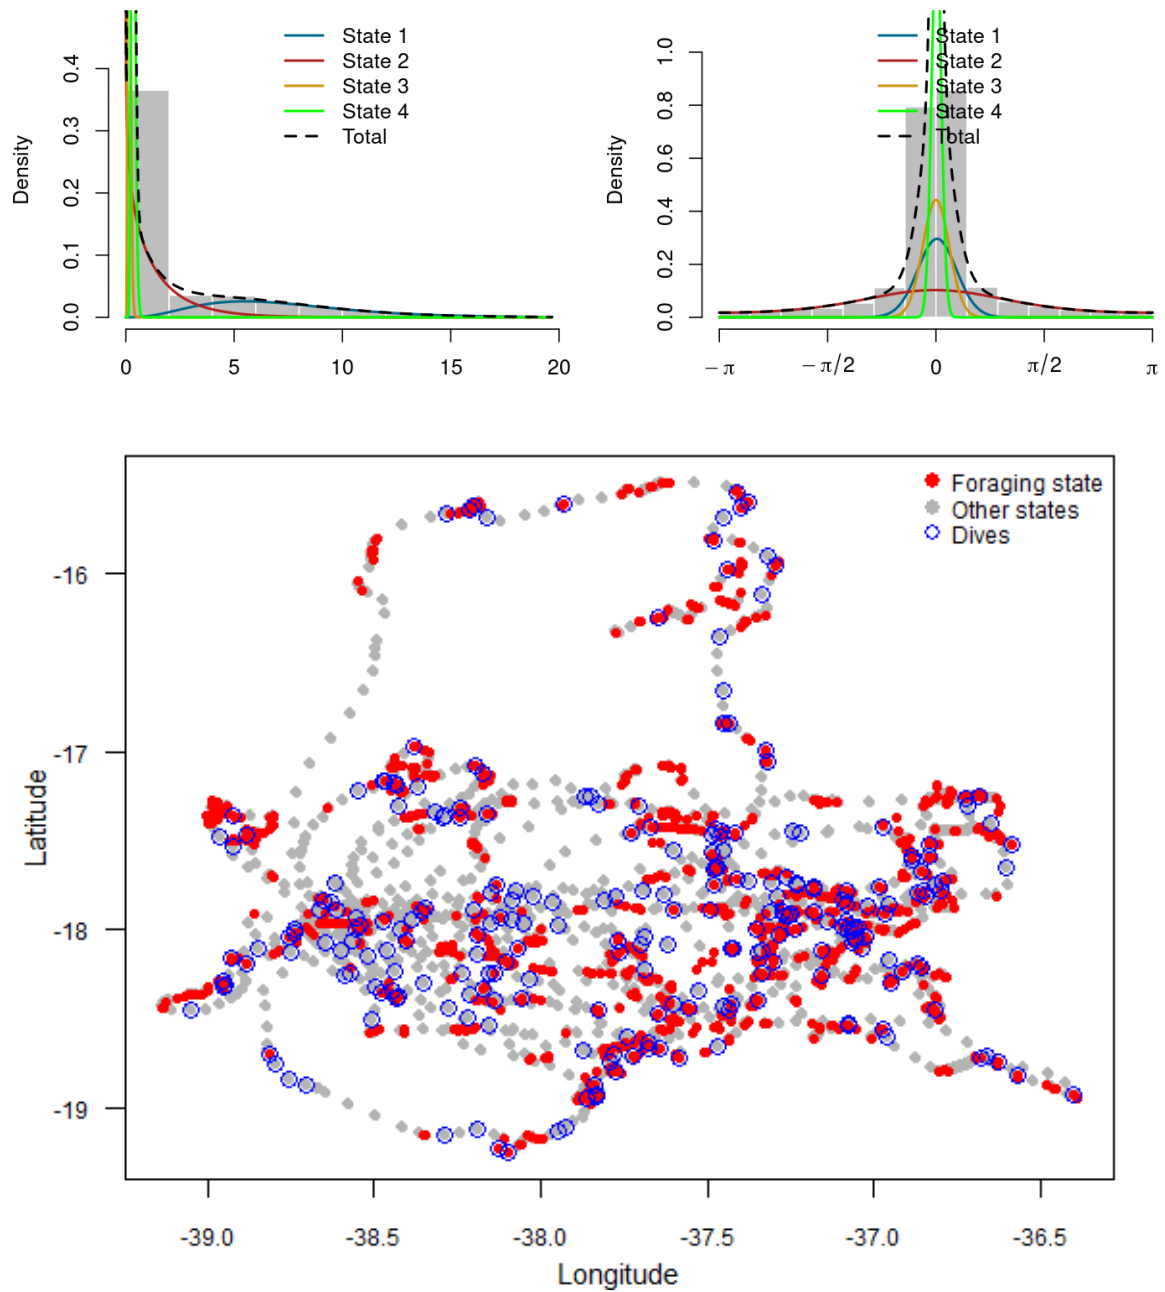 State 1
State 2
State 3
State 4
Total
Density
0.0 0.1 0.2 0.3 0.4
0 5 10 15 20
State 1
State 2
State 3
State 4
Total
Density
0.0 0.2 0.4 0.6 0.8 1.0
−π −π/2 0 π/2 π
Foraging state
Other states
Dives
Latitude
-16
-17
-18
-19
-39.0 -38.5 -38.0 -37.5 -37.0 -36.5
Longitude